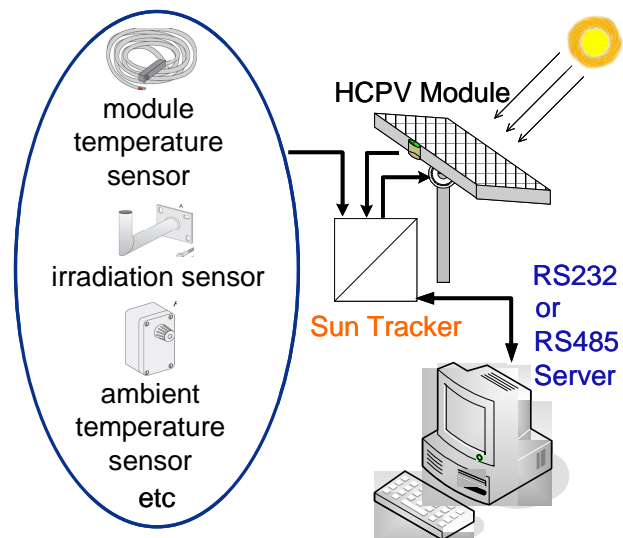 module
temperature
sensor
irradiation sensor
ambient
temperature
sensor
etc
HCPV Module
Sun Tracker
RS232
or
RS485
Server